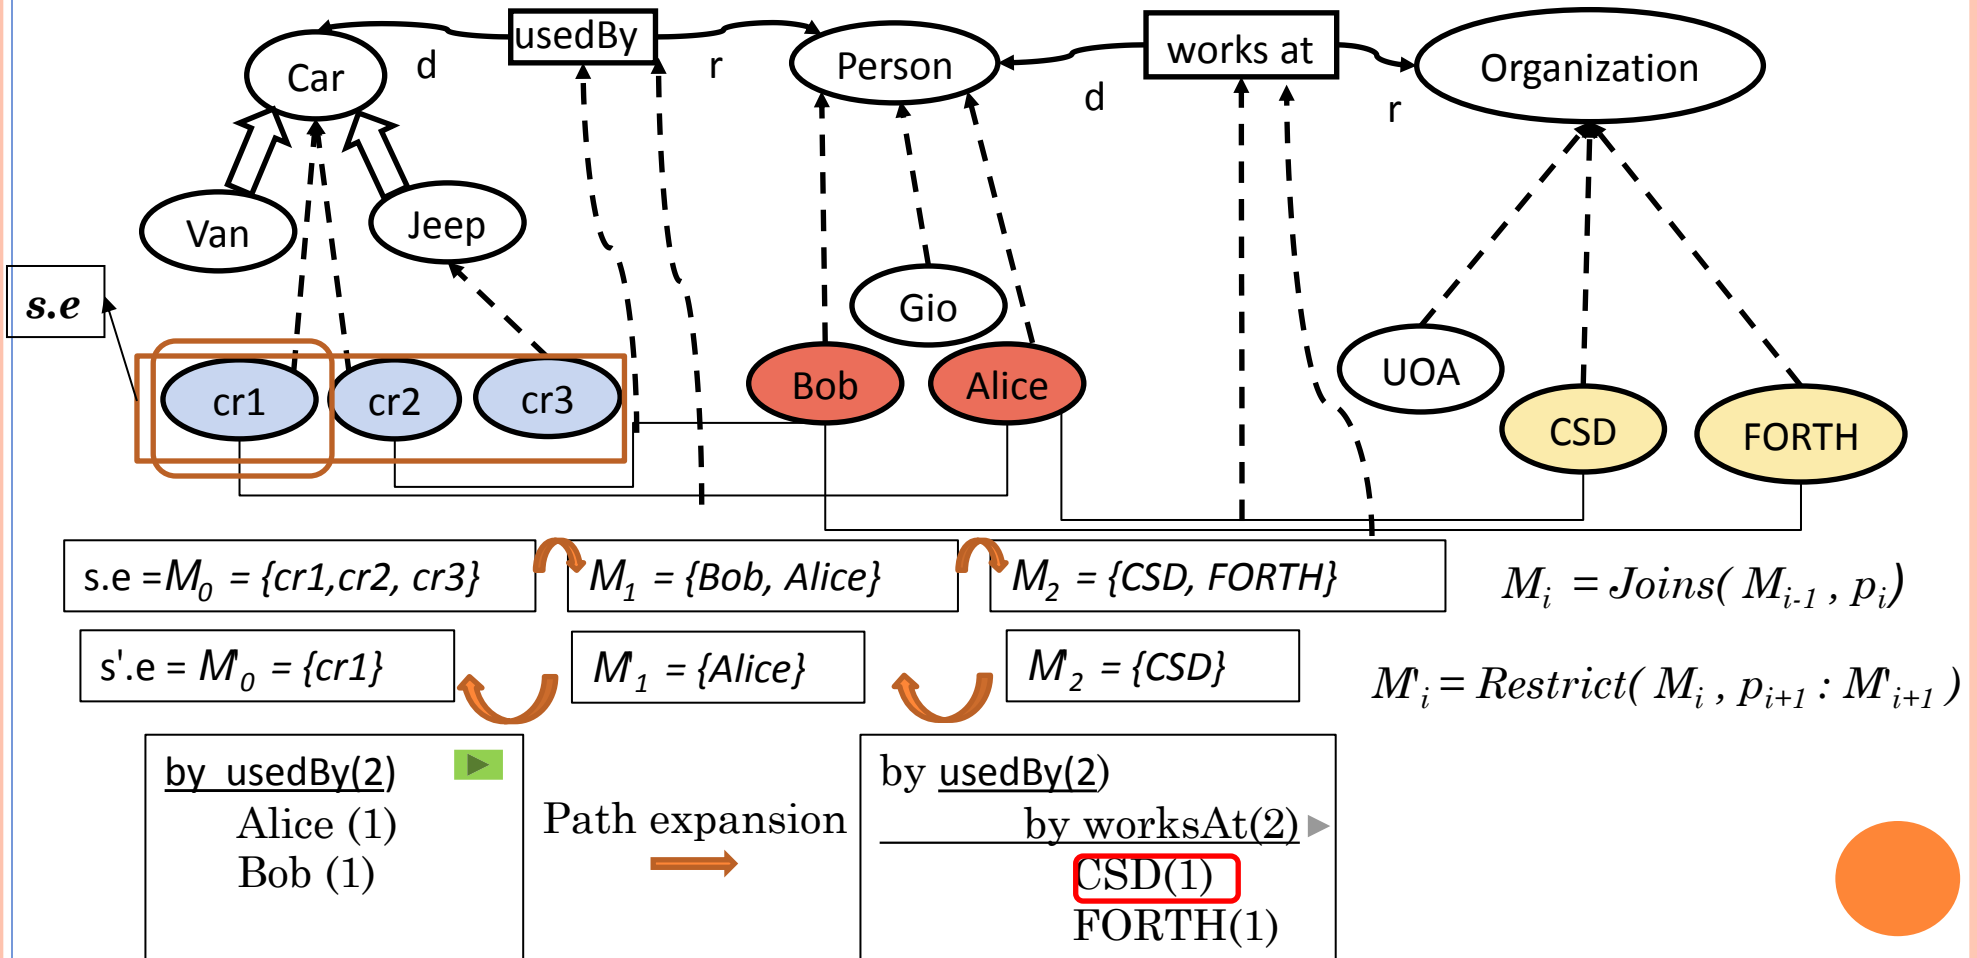 usedBy
works at
Car
d
r
Person
d
r
Organization
Van
Jeep
s.e
Gio
UOA
cr1
cr2
cr3
Bob
Alice
CSD
FORTH
s.e =M0 = {cr1,cr2, cr3}
M1 = {Bob, Alice}
M2 = {CSD, FORTH}
Mi = Joins( Mi-1 , pi)
s'.e = M'0 = {cr1}
M'1 = {Alice}
M'2 = {CSD}
M'i = Restrict( Mi , pi+1 : M'i+1 )
by usedBy(2)
Alice (1)
Bob (1)
Path expansion
by usedBy(2)
by worksAt(2)
CSD(1)
FORTH(1)